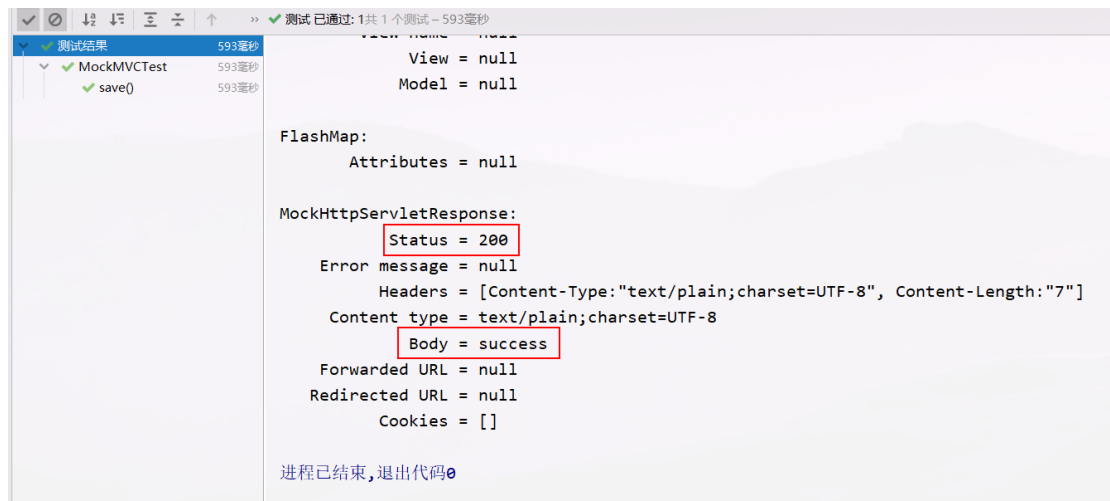 测试 已通过: 1共 1 个测试 – 593毫秒
测试结果 593毫秒
MockMVCTest 593毫秒
save() 593毫秒
View name = null
View = null
Model = null
FlashMap:
Attributes = null
MockHttpServletResponse:
Status = 200
Error message = null
Headers = [Content-Type:"text/plain;charset=UTF-8", Content-Length:"7"]
Content type = text/plain;charset=UTF-8
Body = success
Forwarded URL = null
Redirected URL = null
Cookies = []
进程已结束,退出代码0